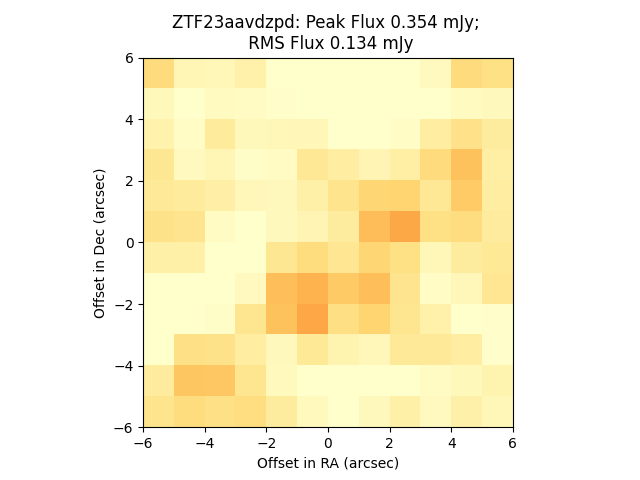 ZTF23aavdzpd: Peak Flux 0.354 mJy;
RMS Flux 0.134 mJy
6
4
2
0
−2
−4
−6
Offset in Dec (arcsec)
−6 −4 −2 0 2 4 6
Offset in RA (arcsec)